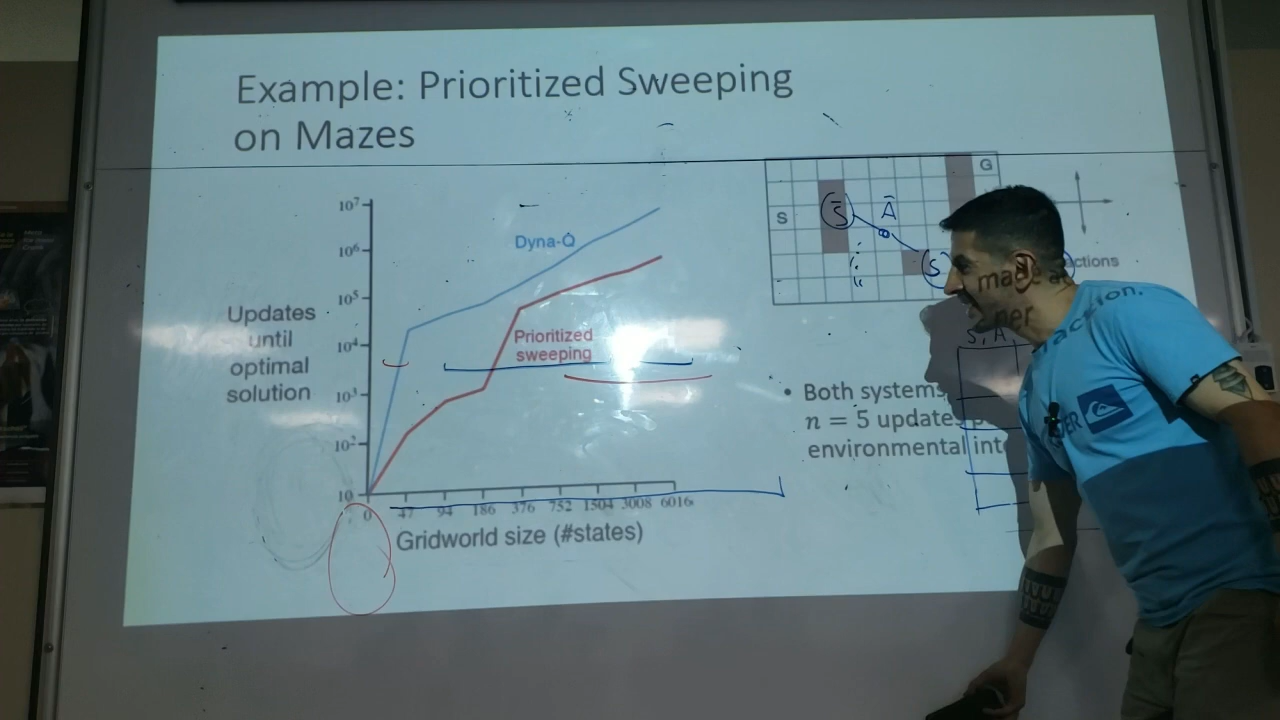 Example: Prioritized Sweeping
on Mazes
10⁷
10⁶
10⁵
10⁴
10³
10²
10
Updates
until
optimal
solution
Dyna-Q
Prioritized
sweeping
0 47 94 186 376 752 1504 3008 6016
Gridworld size (#states)
G
S
S̄
Ā
S
actions
S, A
• Both systems
n = 5 update
environmental inte